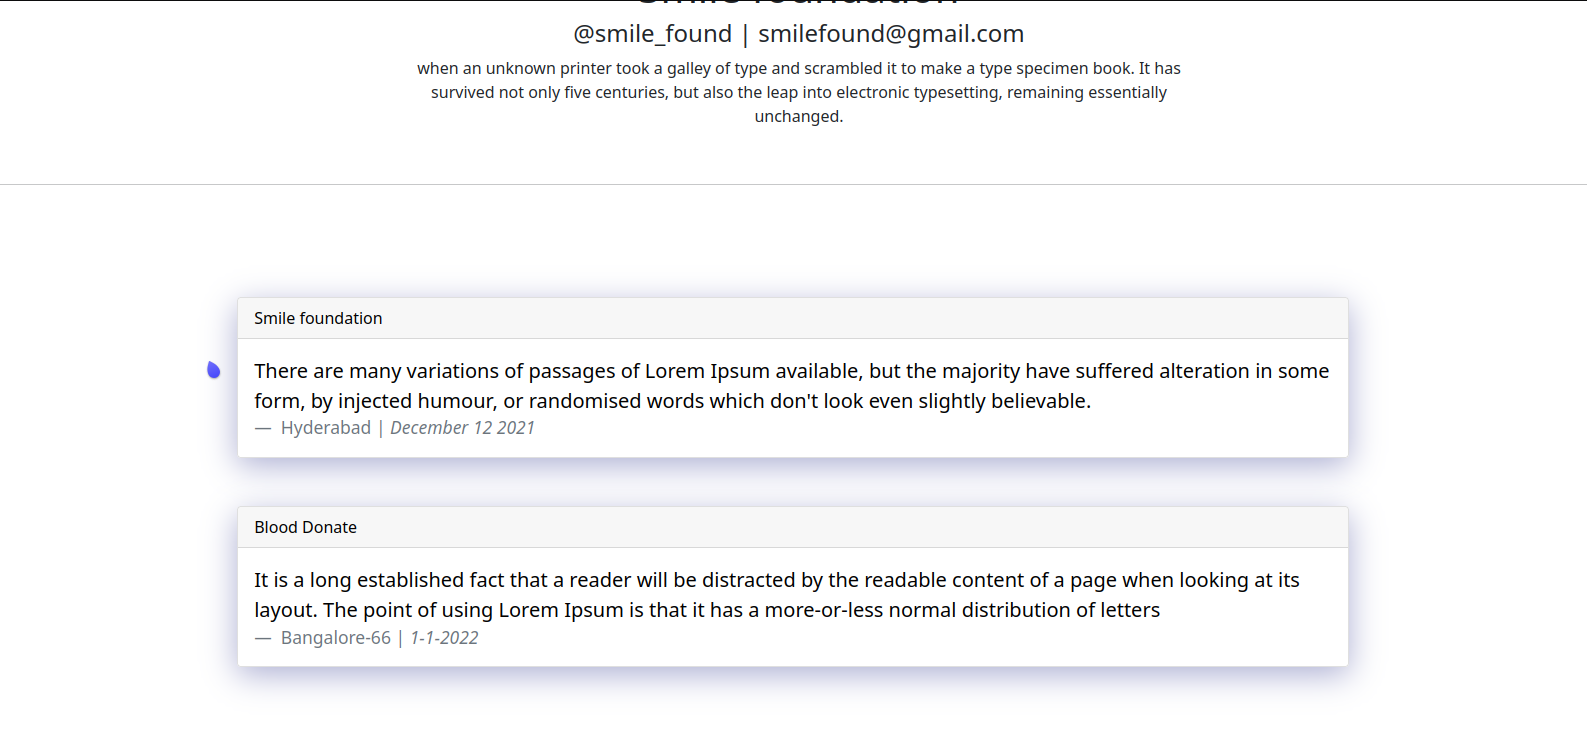 Smile foundation
@smile_found | smilefound@gmail.com
when an unknown printer took a galley of type and scrambled it to make a type specimen book. It has
survived not only five centuries, but also the leap into electronic typesetting, remaining essentially
unchanged.
Smile foundation
There are many variations of passages of Lorem Ipsum available, but the majority have suffered alteration in some
form, by injected humour, or randomised words which don't look even slightly believable.
— Hyderabad | December 12 2021
Blood Donate
It is a long established fact that a reader will be distracted by the readable content of a page when looking at its
layout. The point of using Lorem Ipsum is that it has a more-or-less normal distribution of letters
— Bangalore-66 | 1-1-2022